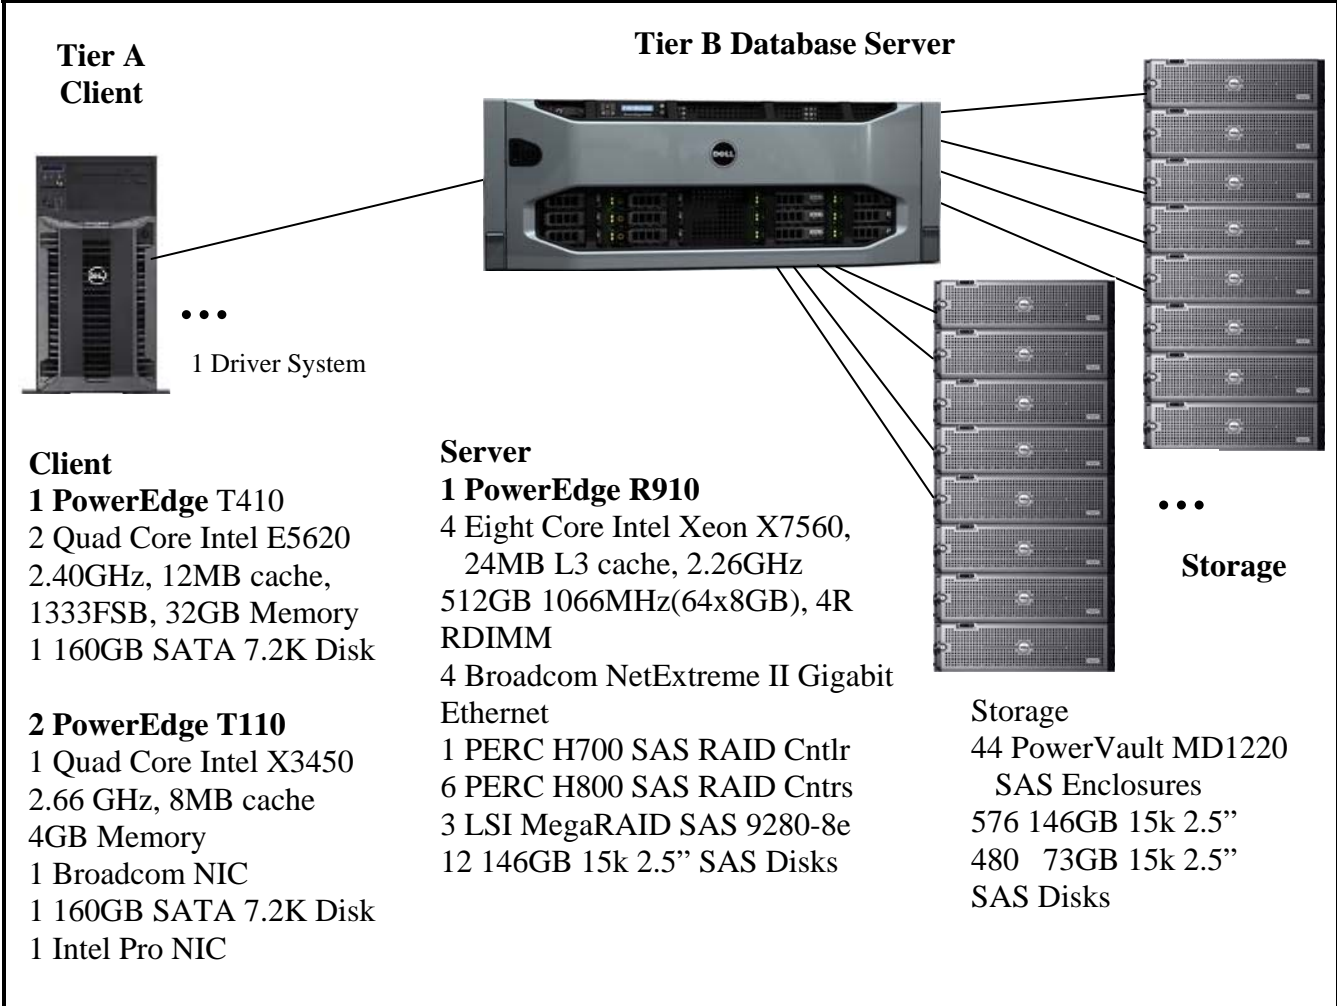 Tier A
Client
Tier B Database Server
DELL
DELL
...
1 Driver System
Client
1 PowerEdge T410
2 Quad Core Intel E5620
2.40GHz, 12MB cache,
1333FSB, 32GB Memory
1 160GB SATA 7.2K Disk
2 PowerEdge T110
1 Quad Core Intel X3450
2.66 GHz, 8MB cache
4GB Memory
1 Broadcom NIC
1 160GB SATA 7.2K Disk
1 Intel Pro NIC
Server
1 PowerEdge R910
4 Eight Core Intel Xeon X7560,
24MB L3 cache, 2.26GHz
512GB 1066MHz(64x8GB), 4R
RDIMM
4 Broadcom NetExtreme II Gigabit
Ethernet
1 PERC H700 SAS RAID Cntlr
6 PERC H800 SAS RAID Cntrs
3 LSI MegaRAID SAS 9280-8e
12 146GB 15k 2.5” SAS Disks
...
Storage
Storage
44 PowerVault MD1220
SAS Enclosures
576 146GB 15k 2.5”
480 73GB 15k 2.5”
SAS Disks